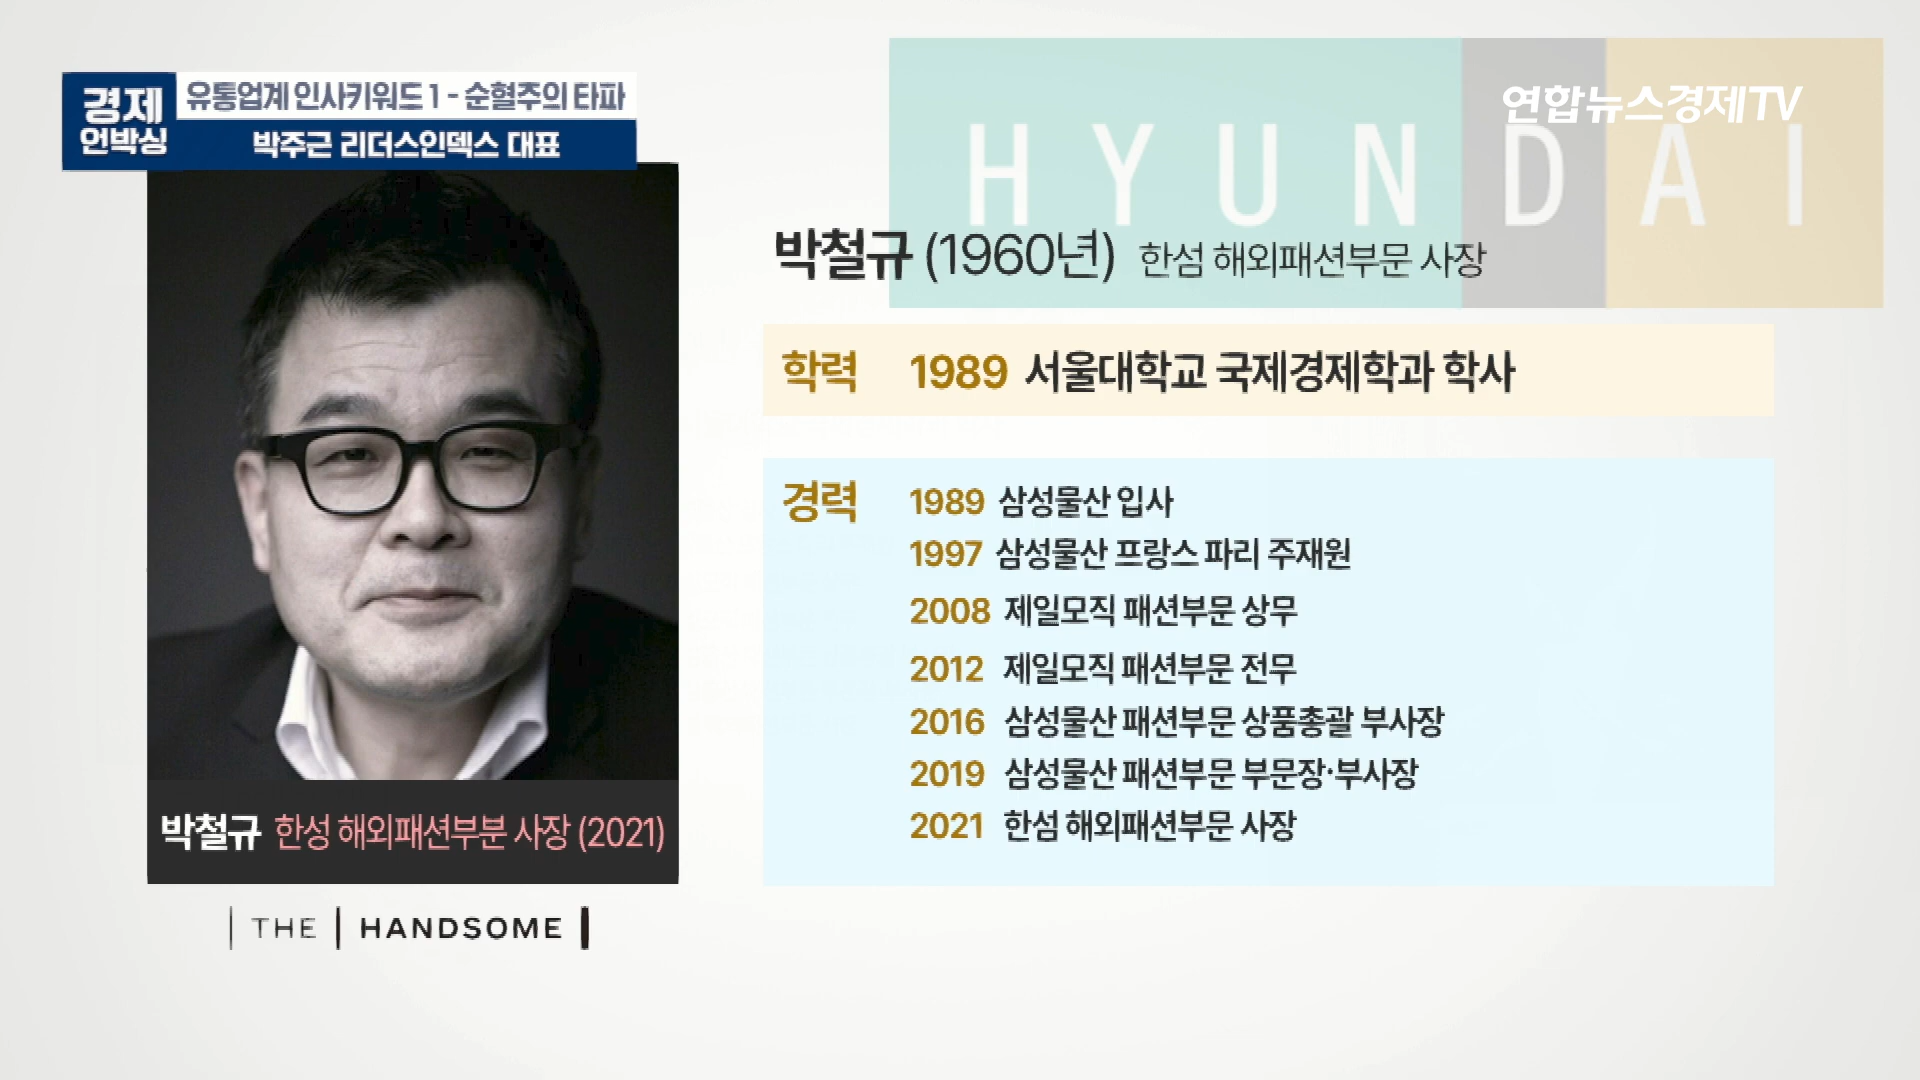 경제
언박싱
유통업계 인사키워드 1 - 순혈주의 타파
박주근 리더스인덱스 대표
연합뉴스경제TV
HYUNDAI
박철규 (1960년) 한섬 해외패션부문 사장
학력 1989 서울대학교 국제경제학과 학사
경력 1989 삼성물산 입사
1997 삼성물산 프랑스 파리 주재원
2008 제일모직 패션부문 상무
2012 제일모직 패션부문 전무
2016 삼성물산 패션부문 상품총괄 부사장
2019 삼성물산 패션부문 부문장·부사장
2021 한섬 해외패션부문 사장
박철규 한성 해외패션부분 사장 (2021)
THE HANDSOME